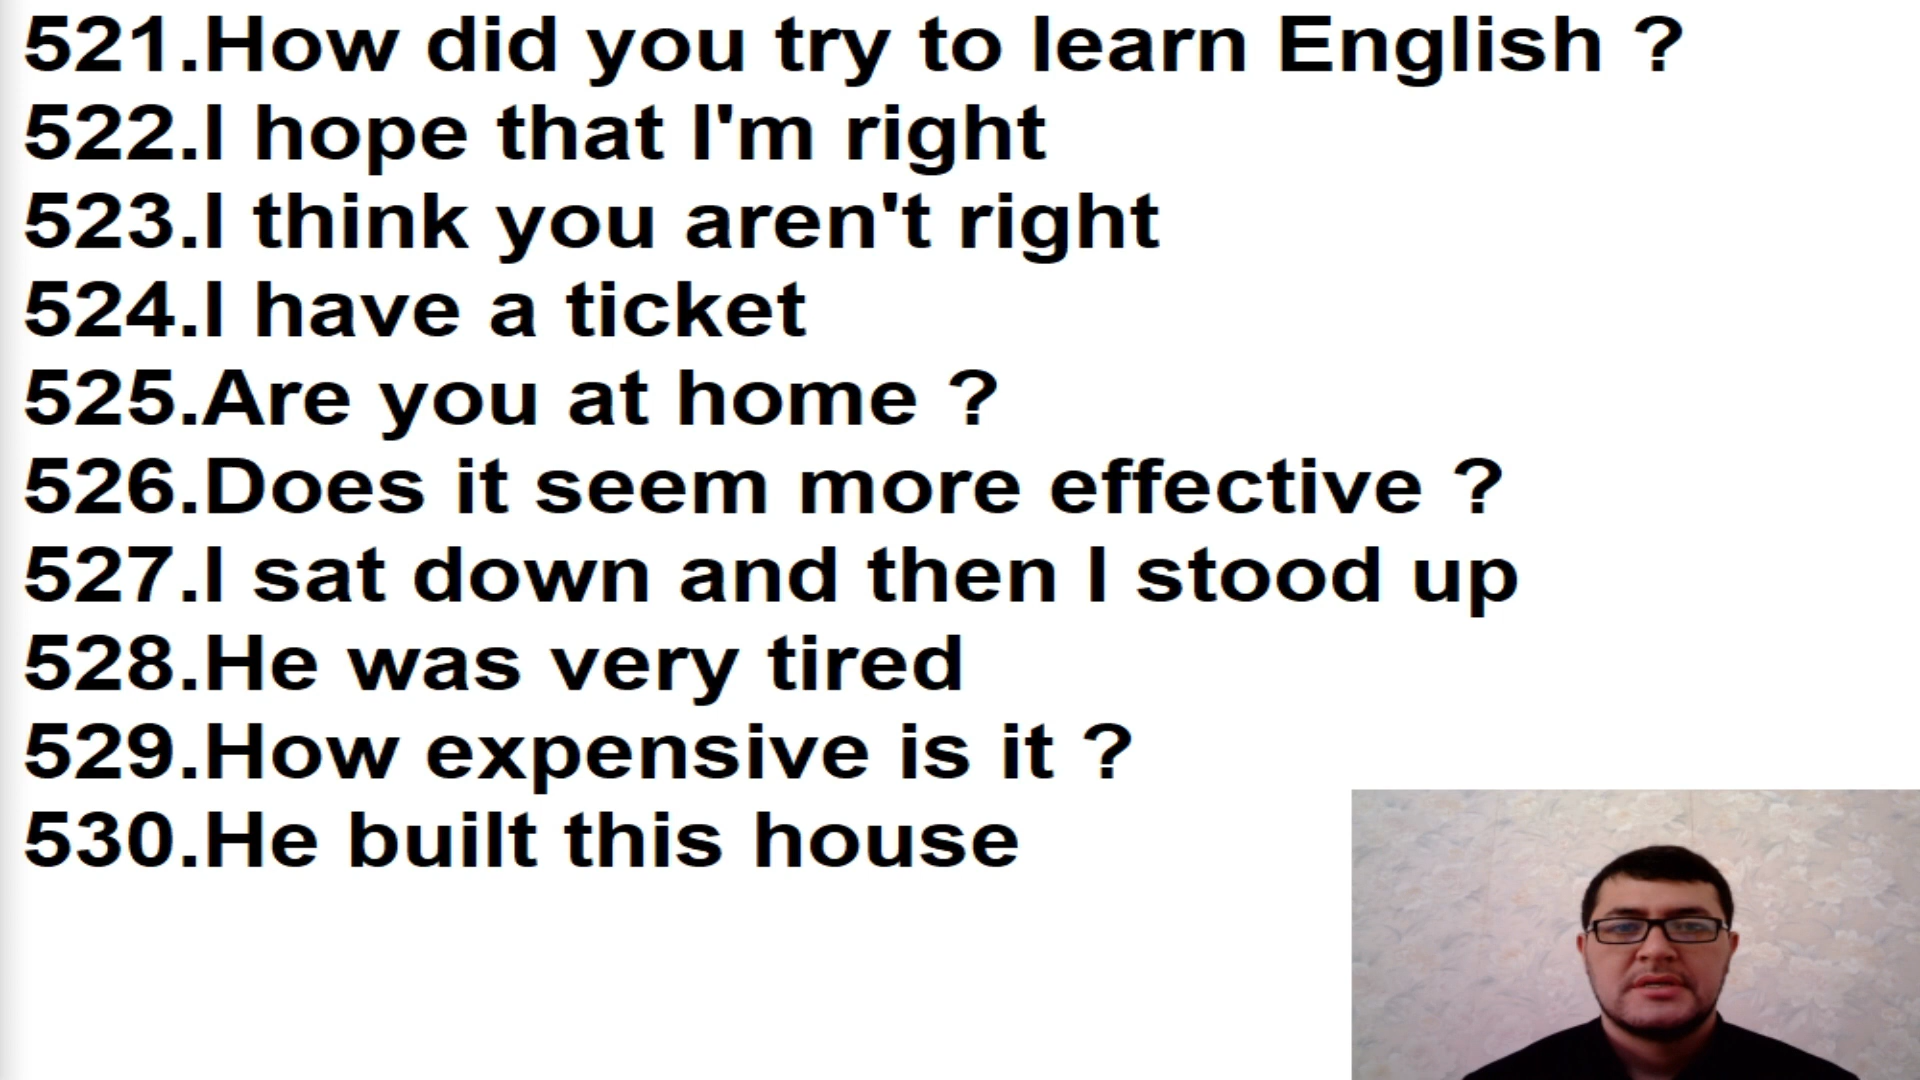 521.How did you try to learn English ?
522.I hope that I'm right
523.I think you aren't right
524.I have a ticket
525.Are you at home ?
526.Does it seem more effective ?
527.I sat down and then I stood up
528.He was very tired
529.How expensive is it ?
530.He built this house